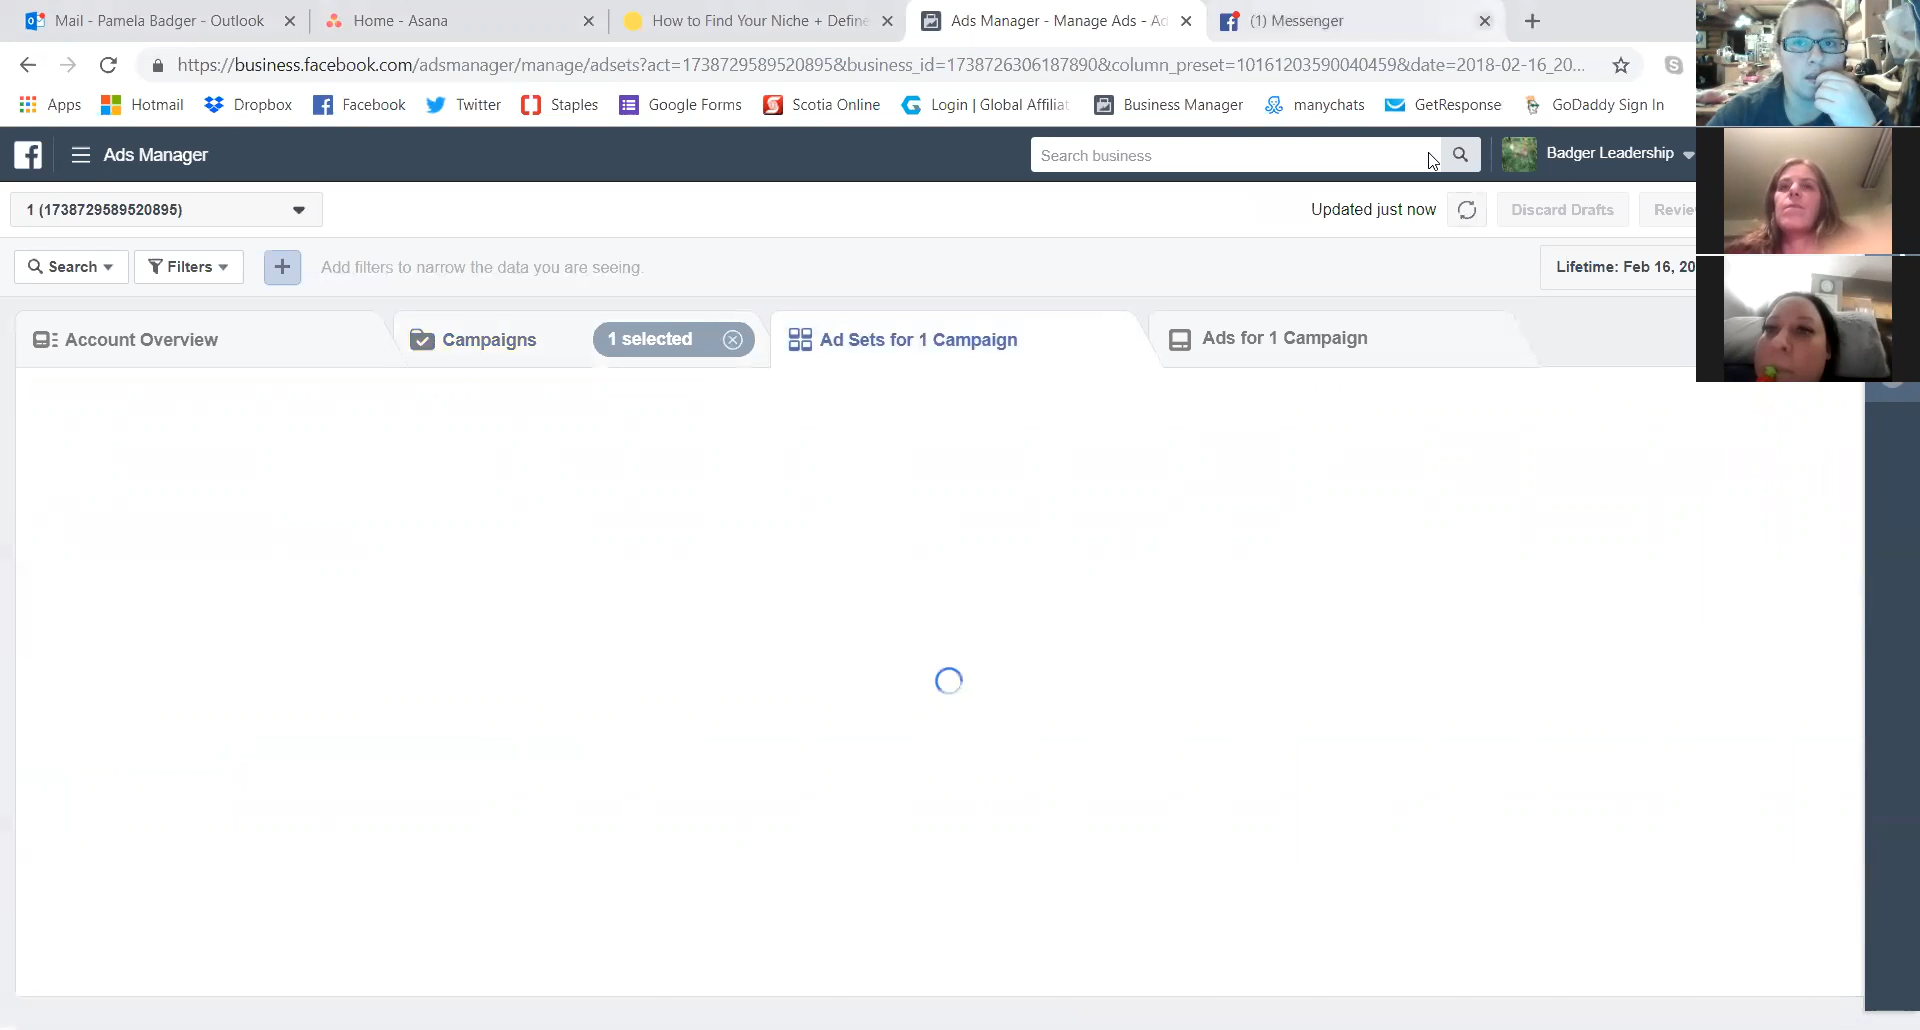 Mail - Pamela Badger - Outlook
Home - Asana
How to Find Your Niche + Define
Ads Manager - Manage Ads - Ad
(1) Messenger
https://business.facebook.com/adsmanager/manage/adsets?act=1738729589520895&business_id=1738726306187890&column_preset=10161203590040459&date=2018-02-16_20...
Apps
Hotmail
Dropbox
Facebook
Twitter
Staples
Google Forms
Scotia Online
Login | Global Affiliat
Business Manager
manychats
GetResponse
GoDaddy Sign In
Ads Manager
Search business
Badger Leadership
1 (1738729589520895)
Updated just now
Discard Drafts
Revie
Search
Filters
Add filters to narrow the data you are seeing.
Lifetime: Feb 16, 20
Account Overview
Campaigns
1 selected
Ad Sets for 1 Campaign
Ads for 1 Campaign